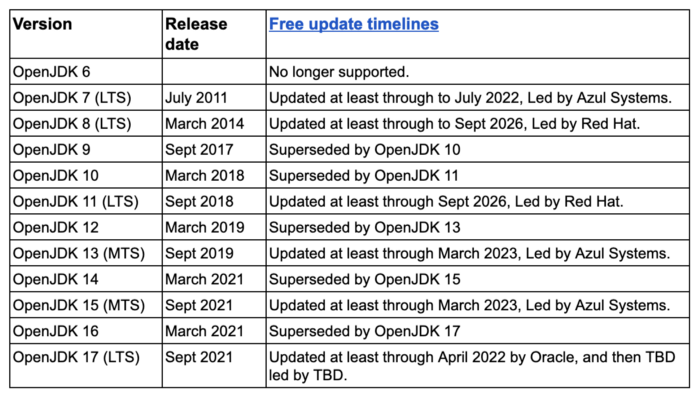 Version Release date Free update timelines
OpenJDK 6 No longer supported.
OpenJDK 7 (LTS) July 2011 Updated at least through to July 2022, Led by Azul Systems.
OpenJDK 8 (LTS) March 2014 Updated at least through to Sept 2026, Led by Red Hat.
OpenJDK 9 Sept 2017 Superseded by OpenJDK 10
OpenJDK 10 March 2018 Superseded by OpenJDK 11
OpenJDK 11 (LTS) Sept 2018 Updated at least through Sept 2026, Led by Red Hat.
OpenJDK 12 March 2019 Superseded by OpenJDK 13
OpenJDK 13 (MTS) Sept 2019 Updated at least through March 2023, Led by Azul Systems.
OpenJDK 14 March 2021 Superseded by OpenJDK 15
OpenJDK 15 (MTS) Sept 2021 Updated at least through March 2023, Led by Azul Systems.
OpenJDK 16 March 2021 Superseded by OpenJDK 17
OpenJDK 17 (LTS) Sept 2021 Updated at least through April 2022 by Oracle, and then TBD
led by TBD.